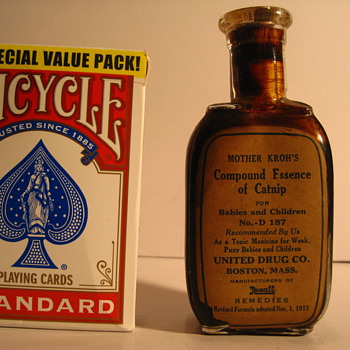 SPECIAL VALUE PACK!
BICYCLE
TRUSTED SINCE 1885
®
PLAYING CARDS
STANDARD
MOTHER KROH'S
Compound Essence
of Catnip
FOR
Babies and Children
No.-D 187
Recommended By Us
As a Tonic Medicine for Weak,
Puny Babies and Children
UNITED DRUG CO.
BOSTON, MASS.
MANUFACTURERS OF
Rexall
REMEDIES
Revised Formula adopted Nov. 1, 1913